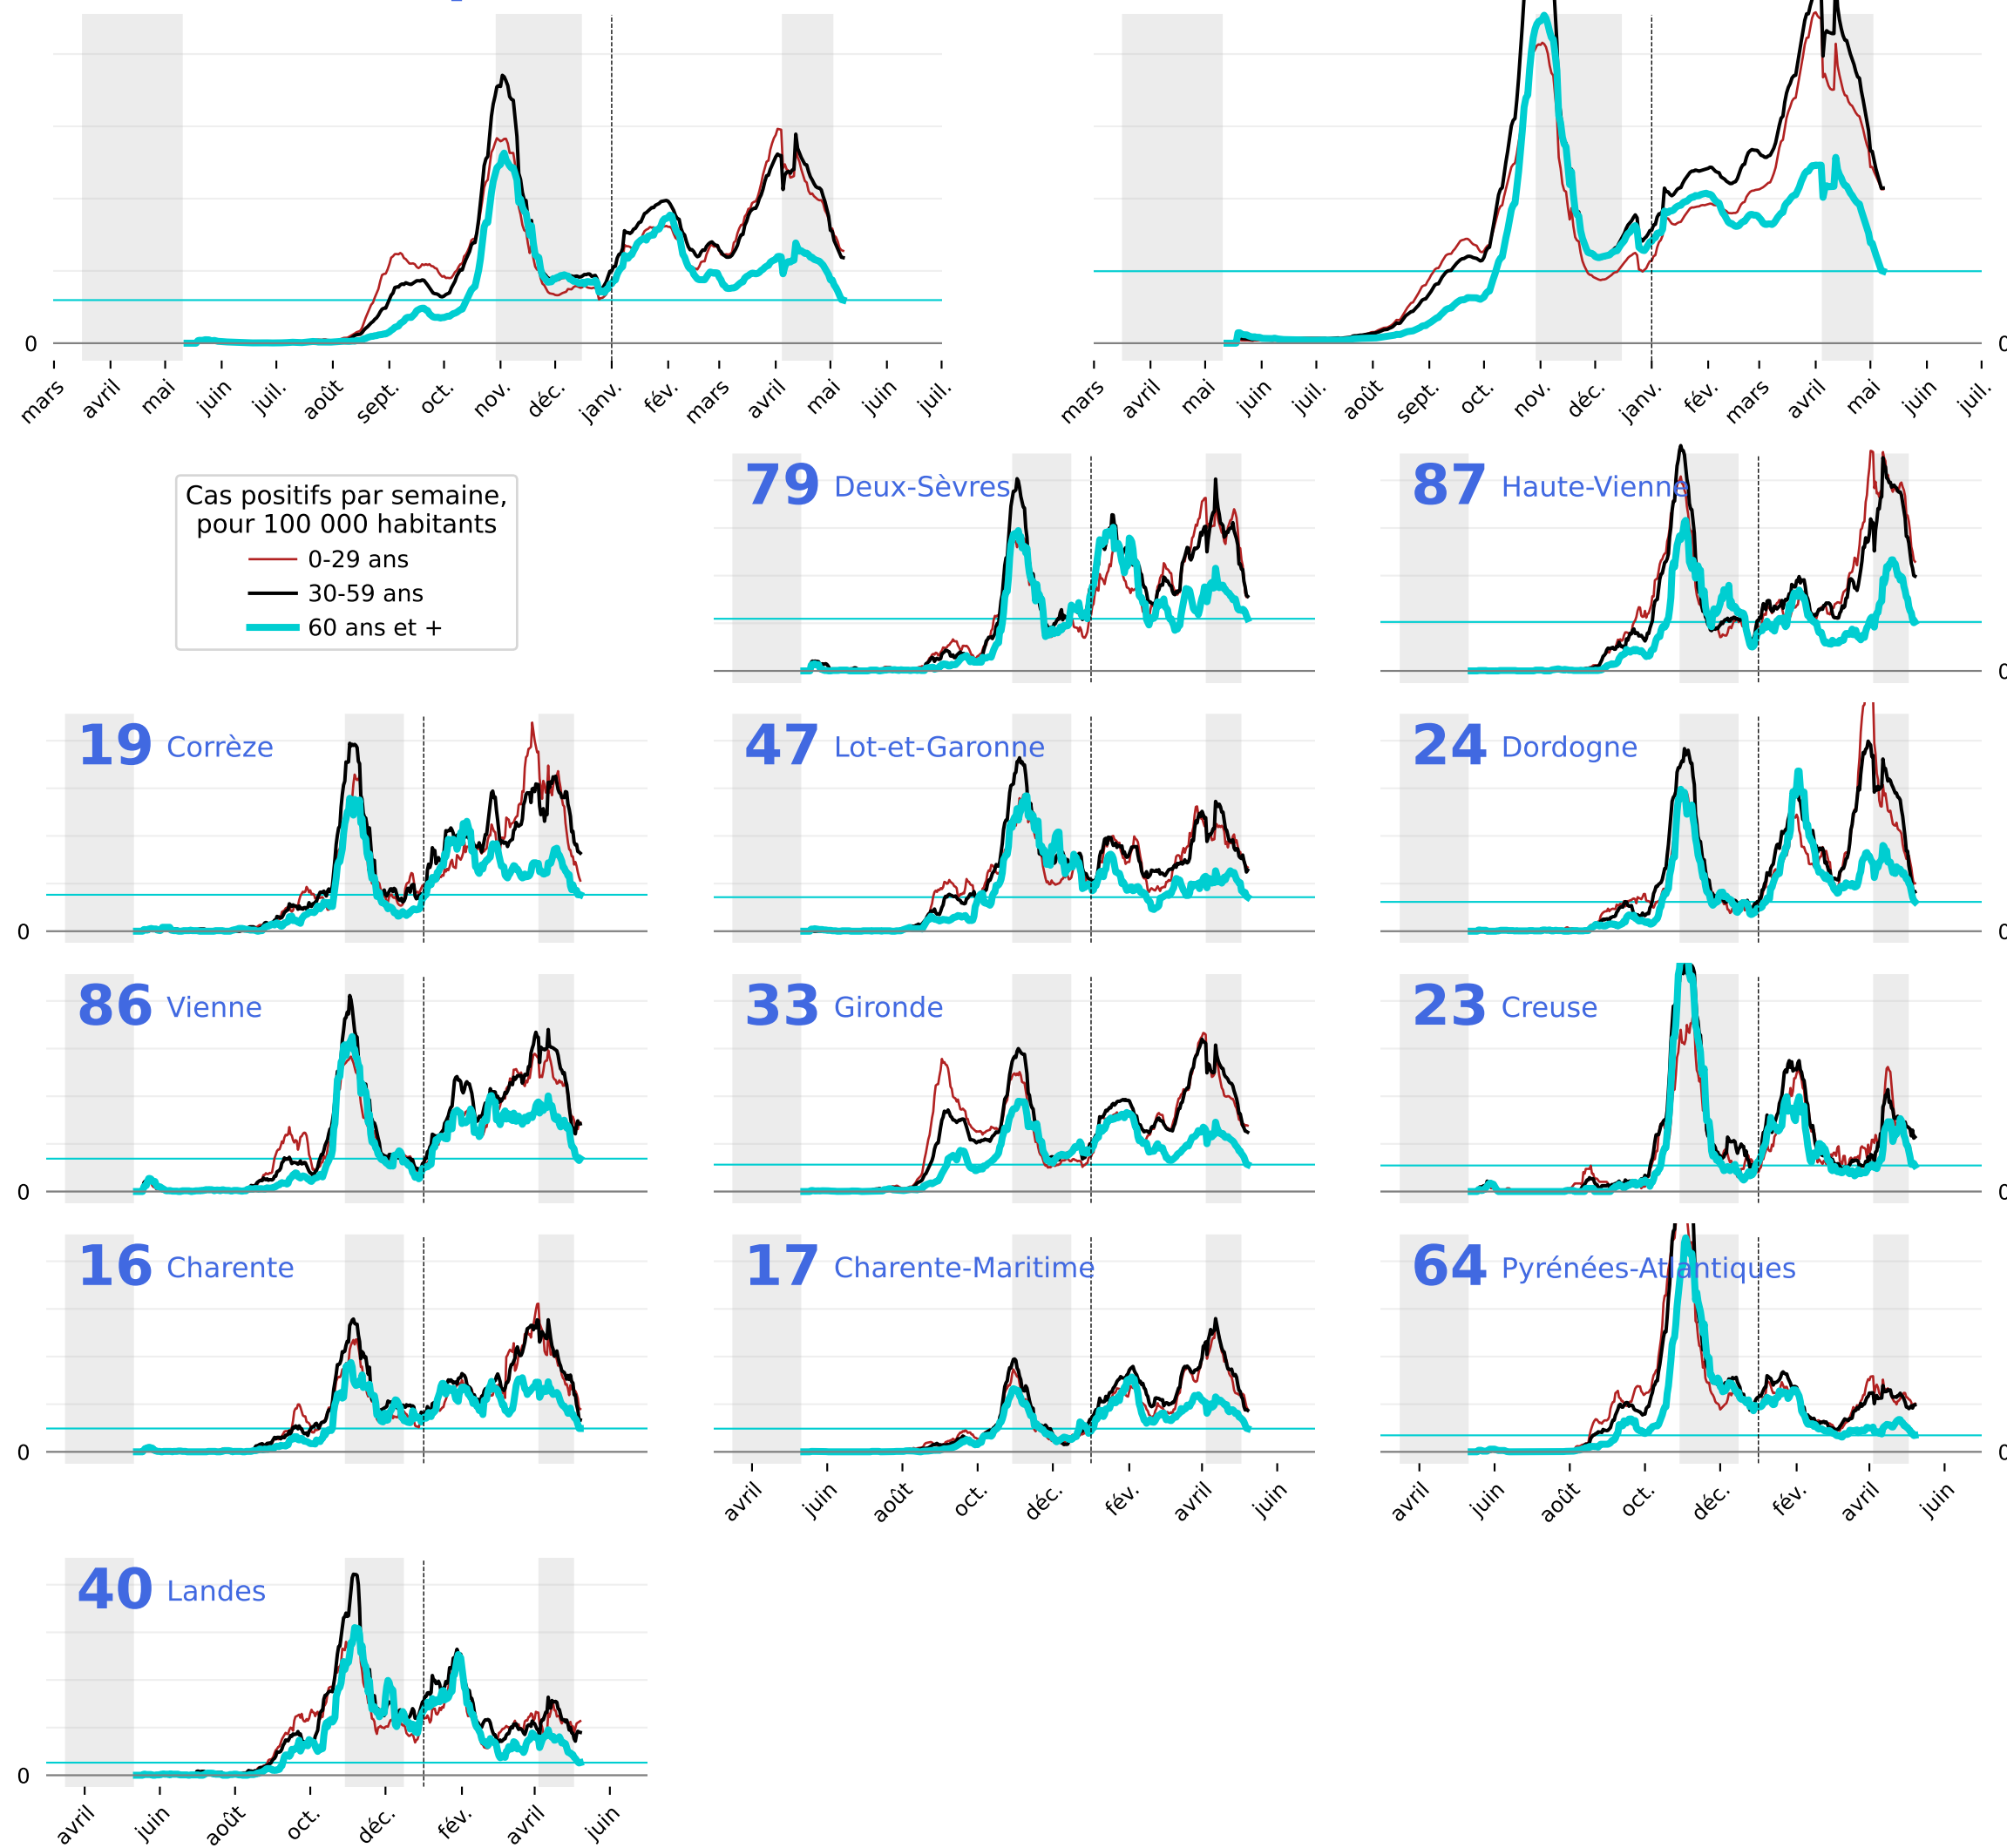 0
0
mars avril mai juin juil. août sept. oct. nov. déc. janv. fév. mars avril mai juin juil.
mars avril mai juin juil. août sept. oct. nov. déc. janv. fév. mars avril mai juin juil.
Cas positifs par semaine,
pour 100 000 habitants
0-29 ans
30-59 ans
60 ans et +
79 Deux-Sèvres
87 Haute-Vienne
0
19 Corrèze
47 Lot-et-Garonne
24 Dordogne
0
0
86 Vienne
33 Gironde
23 Creuse
0
0
16 Charente
17 Charente-Maritime
64 Pyrénées-Atlantiques
0
0
avril juin août oct. déc. fév. avril juin
avril juin août oct. déc. fév. avril juin
40 Landes
0
avril juin août oct. déc. fév. avril juin